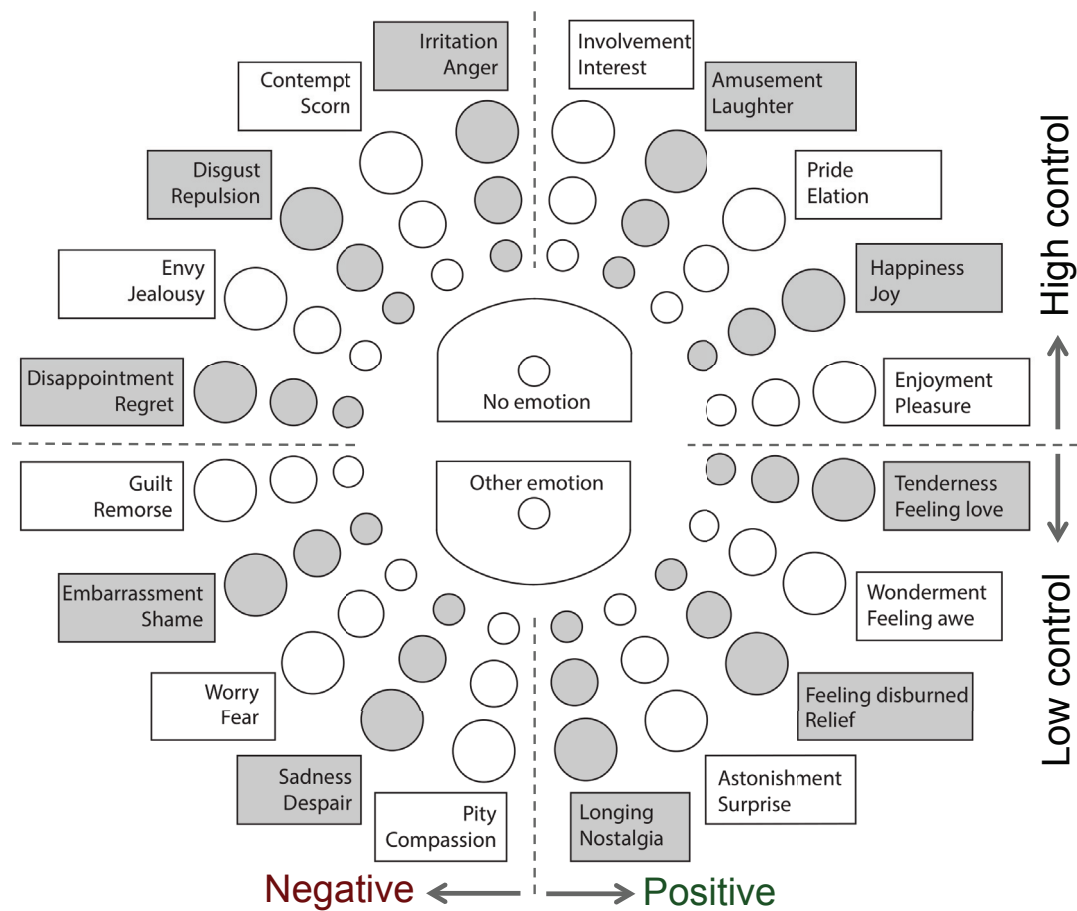 Irritation
Anger
Involvement
Interest
Contempt
Scorn
Amusement
Laughter
Disgust
Repulsion
Pride
Elation
Envy
Jealousy
Happiness
Joy
Disappointment
Regret
Enjoyment
Pleasure
No emotion
High control
Other emotion
Guilt
Remorse
Tenderness
Feeling love
Embarrassment
Shame
Wonderment
Feeling awe
Worry
Fear
Feeling disburned
Relief
Low control
Sadness
Despair
Astonishment
Surprise
Pity
Compassion
Longing
Nostalgia
Negative
Positive